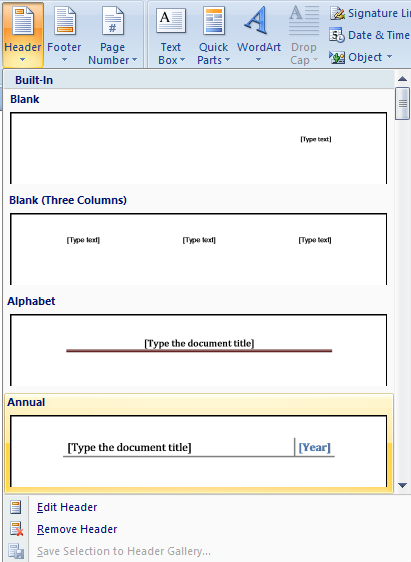 Header
Footer
Page
Number
Text
Box
Quick
Parts
WordArt
Drop
Cap
Signature Li
Date & Time
Object
Built-In
Blank
[Type text]
Blank (Three Columns)
[Type text] [Type text] [Type text]
Alphabet
[Type the document title]
Annual
[Type the document title] [Year]
Edit Header
Remove Header
Save Selection to Header Gallery...